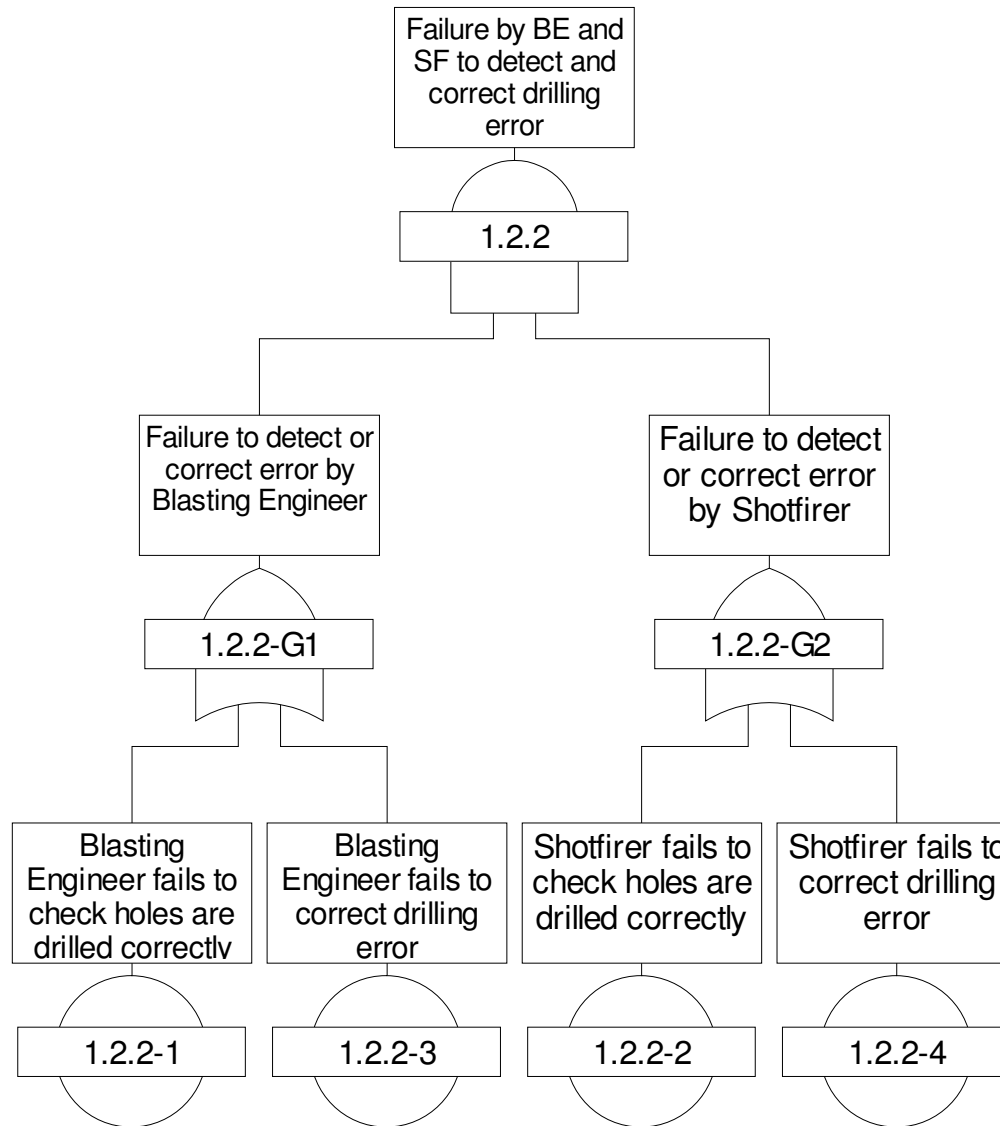 Failure by BE and
SF to detect and
correct drilling
error
1.2.2
Failure to detect or
correct error by
Blasting Engineer
Failure to detect
or correct error
by Shotfirer
1.2.2-G1
1.2.2-G2
Blasting
Engineer fails to
check holes are
drilled correctly
Blasting
Engineer fails to
correct drilling
error
Shotfirer fails to
check holes are
drilled correctly
Shotfirer fails to
correct drilling
error
1.2.2-1
1.2.2-3
1.2.2-2
1.2.2-4